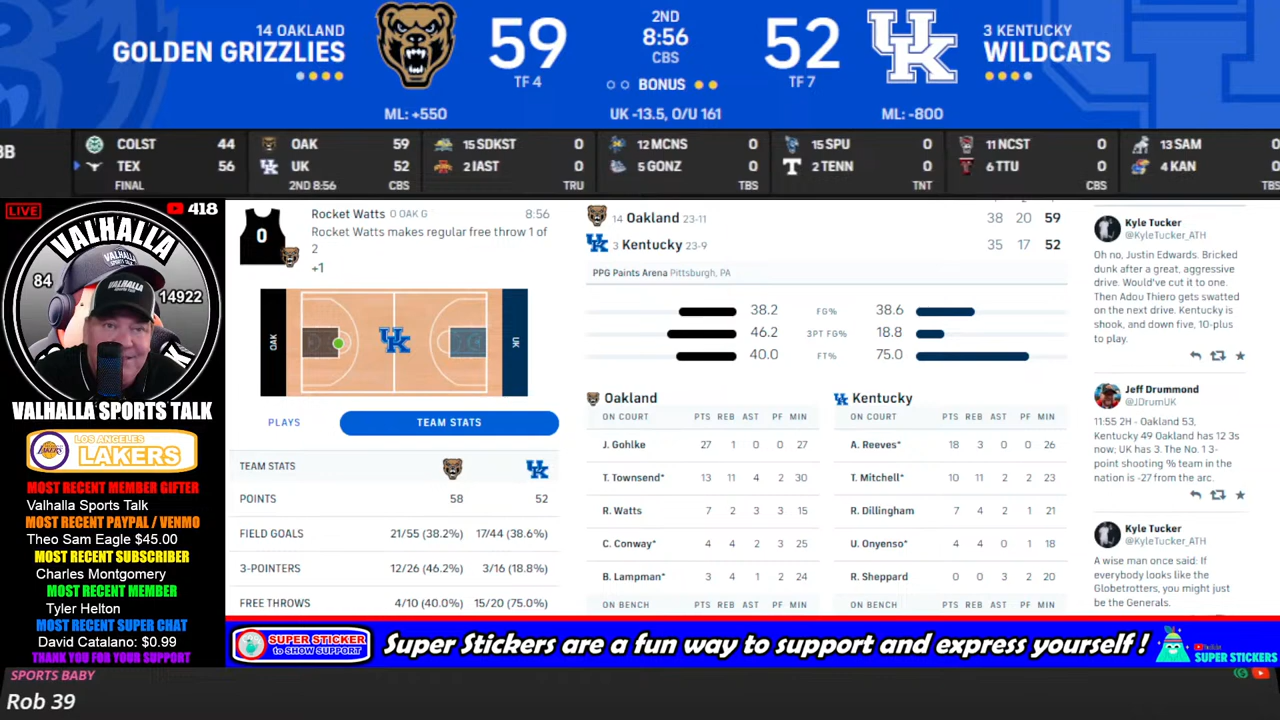 14 OAKLAND
GOLDEN GRIZZLIES
ML: +550
59
TF 4
2ND
8:56
CBS
BONUS
UK -13.5, O/U 161
52
TF 7
UK
3 KENTUCKY
WILDCATS
ML: -800
BB
COLST 44
TEX 56
FINAL
OAK 59
UK 52
2ND 8:56 CBS
15 SDKST 0
2 IAST 0
TRU
12 MCNS 0
5 GONZ 0
TBS
15 SPU 0
2 TENN 0
TNT
11 NCST 0
6 TTU 0
CBS
13 SAM 0
4 KAN 0
TBS
LIVE
418
VALHALLA
84
14922
VALHALLA SPORTS TALK
LOS ANGELES
LAKERS
MOST RECENT MEMBER GIFTER
Valhalla Sports Talk
MOST RECENT PAYPAL / VENMO
Theo Sam Eagle $45.00
MOST RECENT SUBSCRIBER
Charles Montgomery
MOST RECENT MEMBER
Tyler Helton
MOST RECENT SUPER CHAT
David Catalano: $0.99
THANK YOU FOR YOUR SUPPORT
0
Rocket Watts 0 OAK G 8:56
Rocket Watts makes regular free throw 1 of
2
+1
OAK
UK
PLAYS
TEAM STATS
TEAM STATS
POINTS 58 52
FIELD GOALS 21/55 (38.2%) 17/44 (38.6%)
3-POINTERS 12/26 (46.2%) 3/16 (18.8%)
FREE THROWS 4/10 (40.0%) 15/20 (75.0%)
14 Oakland 23-11 38 20 59
3 Kentucky 23-9 35 17 52
PPG Paints Arena Pittsburgh, PA
38.2 FG% 38.6
46.2 3PT FG% 18.8
40.0 FT% 75.0
Oakland
ON COURT PTS REB AST PF MIN
J. Gohlke 27 1 0 0 27
T. Townsend* 13 11 4 2 30
R. Watts 7 2 3 3 15
C. Conway* 4 4 2 3 25
B. Lampman* 3 4 1 2 24
ON BENCH PTS REB AST PF MIN
Kentucky
ON COURT PTS REB AST PF MIN
A. Reeves* 18 3 0 0 26
T. Mitchell* 10 11 2 2 23
R. Dillingham 7 4 2 1 21
U. Onyenso* 4 4 0 1 18
R. Sheppard 0 0 3 2 20
ON BENCH PTS REB AST PF MIN
Kyle Tucker
@KyleTucker_ATH
Oh no, Justin Edwards. Bricked
dunk after a great, aggressive
drive. Would've cut it to one.
Then Adou Thiero gets swatted
on the next drive. Kentucky is
shook, and down five, 10-plus
to play.
Jeff Drummond
@JDrumUK
11:55 2H - Oakland 53,
Kentucky 49 Oakland has 12 3s
now; UK has 3. The No. 1 3-
point shooting % team in the
nation is -27 from the arc.
Kyle Tucker
@KyleTucker_ATH
A wise man once said: If
everybody looks like the
Globetrotters, you might just
be the Generals.
SUPER STICKER
to SHOW SUPPORT
Super Stickers are a fun way to support and express yourself !
YouTube
SUPER STICKERS
SPORTS BABY
Rob 39